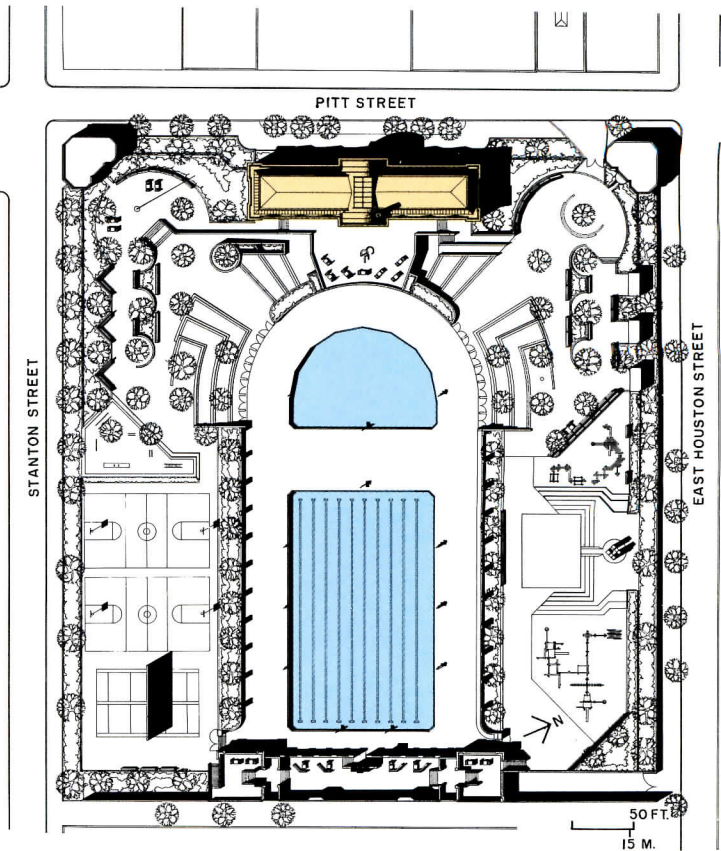 PITT STREET
STANTON STREET
EAST HOUSTON STREET
N
50 FT.
15 M.